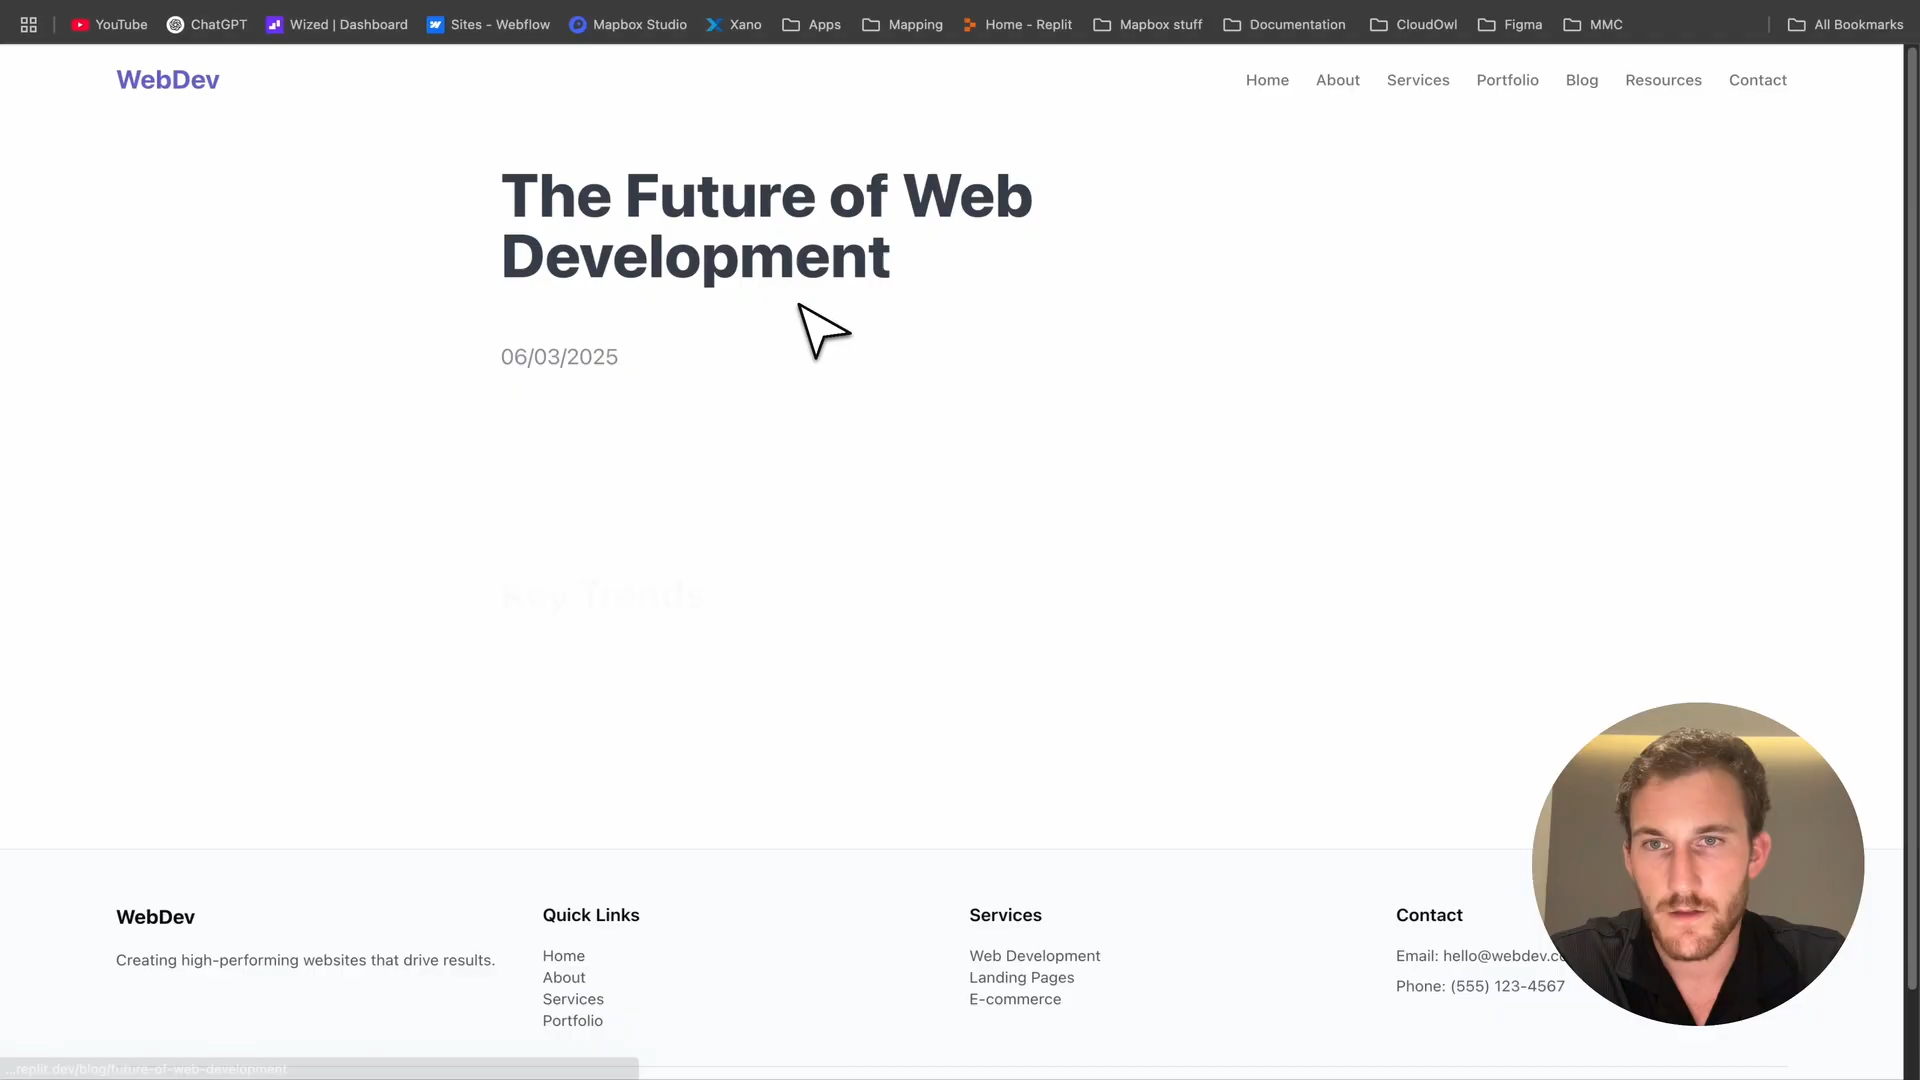 YouTube ChatGPT Wized | Dashboard Sites - Webflow Mapbox Studio Xano Apps Mapping Home - Replit Mapbox stuff Documentation CloudOwl Figma MMC All Bookmarks
WebDev Home About Services Portfolio Blog Resources Contact
The Future of Web
Development
06/03/2025
Key Trends
WebDev Quick Links Services Contact
Creating high-performing websites that drive results. Home Web Development Email: hello@webdev.co
About Landing Pages Phone: (555) 123-4567
Services E-commerce
Portfolio
...replit.dev/blog/future-of-web-development